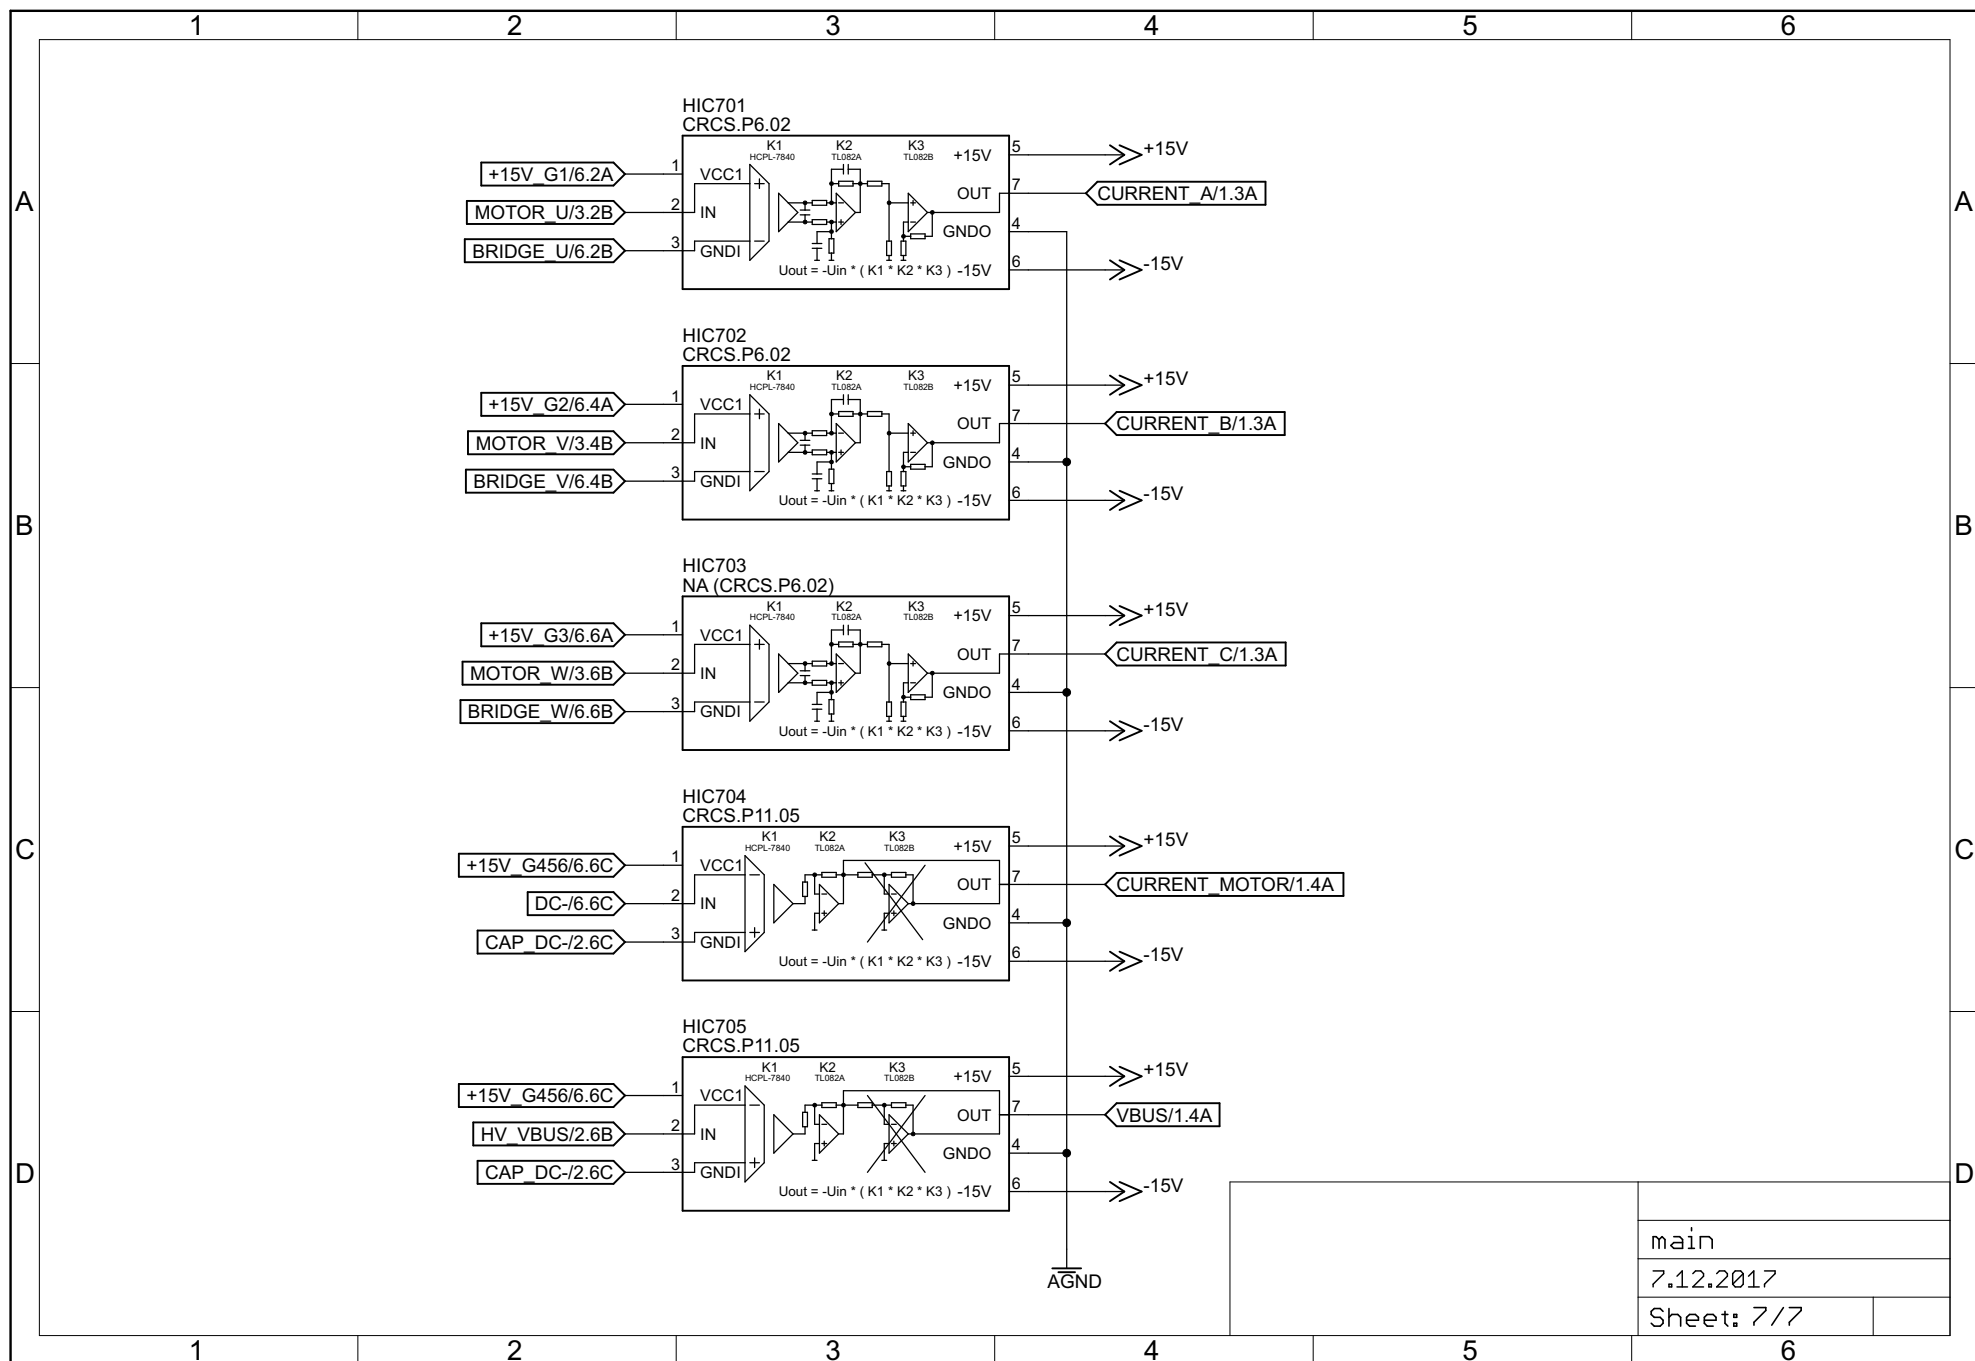 1 2 3 4 5 6
A A
HIC701
CRCS.P6.02
K1 K2 K3
HCPL-7840 TL082A TL082B
+15V_G1/6.2A 1 VCC1 +15V 5 +15V
MOTOR_U/3.2B 2 IN OUT 7 CURRENT_A/1.3A
BRIDGE_U/6.2B 3 GNDI GNDO 4
Uout = -Uin * ( K1 * K2 * K3 ) -15V 6 -15V
HIC702
CRCS.P6.02
K1 K2 K3
HCPL-7840 TL082A TL082B
+15V_G2/6.4A 1 VCC1 +15V 5 +15V
MOTOR_V/3.4B 2 IN OUT 7 CURRENT_B/1.3A
BRIDGE_V/6.4B 3 GNDI GNDO 4
Uout = -Uin * ( K1 * K2 * K3 ) -15V 6 -15V
B B
HIC703
NA (CRCS.P6.02)
K1 K2 K3
HCPL-7840 TL082A TL082B
+15V_G3/6.6A 1 VCC1 +15V 5 +15V
MOTOR_W/3.6B 2 IN OUT 7 CURRENT_C/1.3A
BRIDGE_W/6.6B 3 GNDI GNDO 4
Uout = -Uin * ( K1 * K2 * K3 ) -15V 6 -15V
HIC704
CRCS.P11.05
K1 K2 K3
HCPL-7840 TL082A TL082B
C C
+15V_G456/6.6C 1 VCC1 +15V 5 +15V
DC-/6.6C 2 IN OUT 7 CURRENT_MOTOR/1.4A
CAP_DC-/2.6C 3 GNDI GNDO 4
Uout = -Uin * ( K1 * K2 * K3 ) -15V 6 -15V
HIC705
CRCS.P11.05
K1 K2 K3
HCPL-7840 TL082A TL082B
+15V_G456/6.6C 1 VCC1 +15V 5 +15V
HV_VBUS/2.6B 2 IN OUT 7 VBUS/1.4A
CAP_DC-/2.6C 3 GNDI GNDO 4
D D
Uout = -Uin * ( K1 * K2 * K3 ) -15V 6 -15V
AGND
main
7.12.2017
Sheet: 7/7
1 2 3 4 5 6